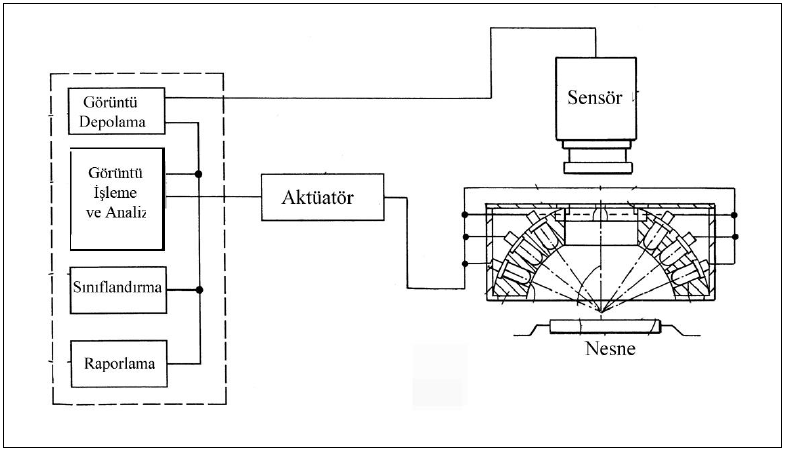 Görüntü
Depolama
Görüntü
İşleme
ve Analiz
Sınıflandırma
Raporlama
Aktüatör
Sensör
Nesne